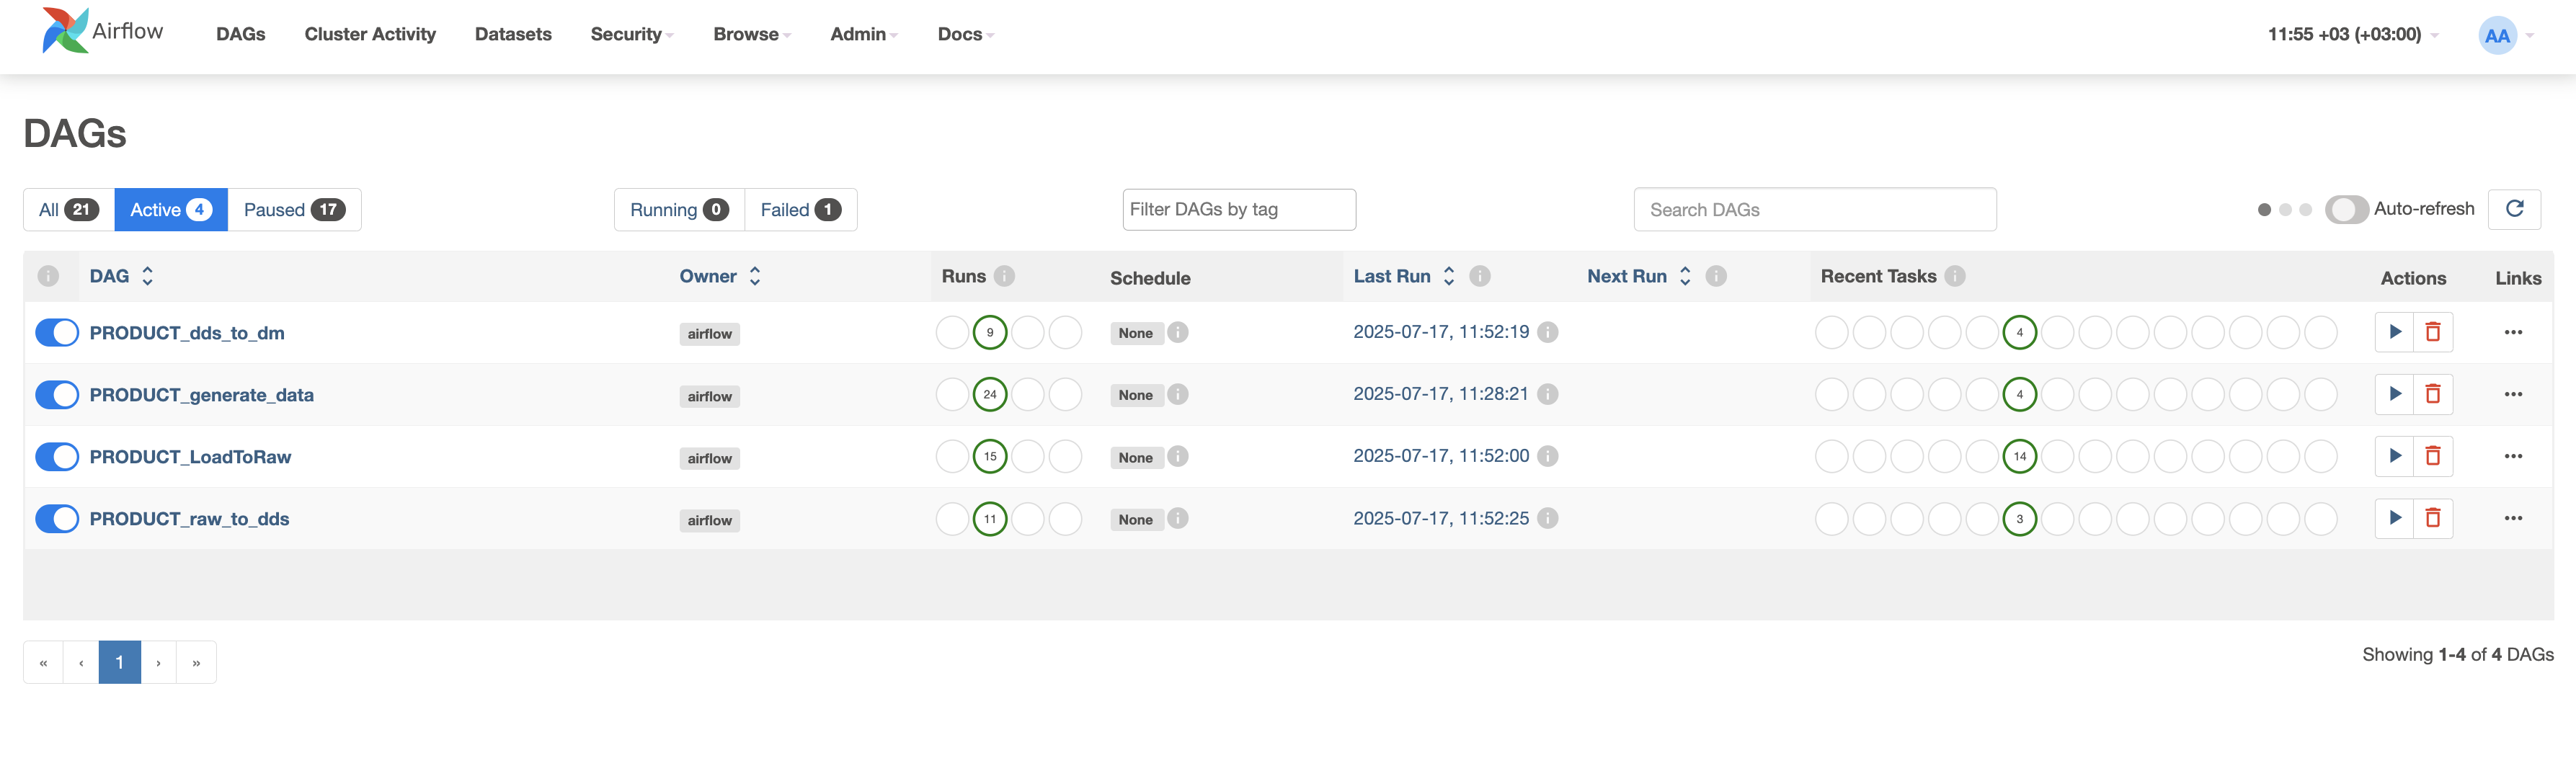 Airflow DAGs Cluster Activity Datasets Security Browse Admin Docs 11:55 +03 (+03:00) AA
DAGs
All 21 Active 4 Paused 17 Running 0 Failed 1 Filter DAGs by tag Search DAGs Auto-refresh
DAG Owner Runs Schedule Last Run Next Run Recent Tasks Actions Links
PRODUCT_dds_to_dm airflow 9 None 2025-07-17, 11:52:19 4
PRODUCT_generate_data airflow 24 None 2025-07-17, 11:28:21 4
PRODUCT_LoadToRaw airflow 15 None 2025-07-17, 11:52:00 14
PRODUCT_raw_to_dds airflow 11 None 2025-07-17, 11:52:25 3
« ‹ 1 › » Showing 1-4 of 4 DAGs